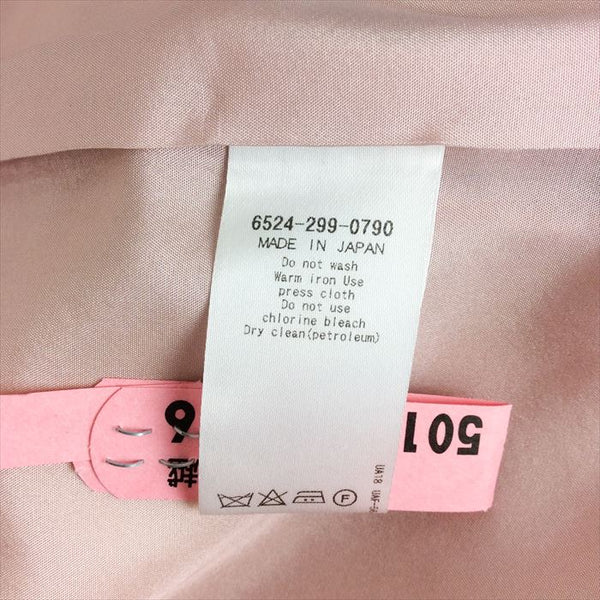 6524-299-0790
MADE IN JAPAN
Do not wash
Warm iron Use
press cloth
Do not use
chlorine bleach
Dry clean(petroleum)
F
501
6